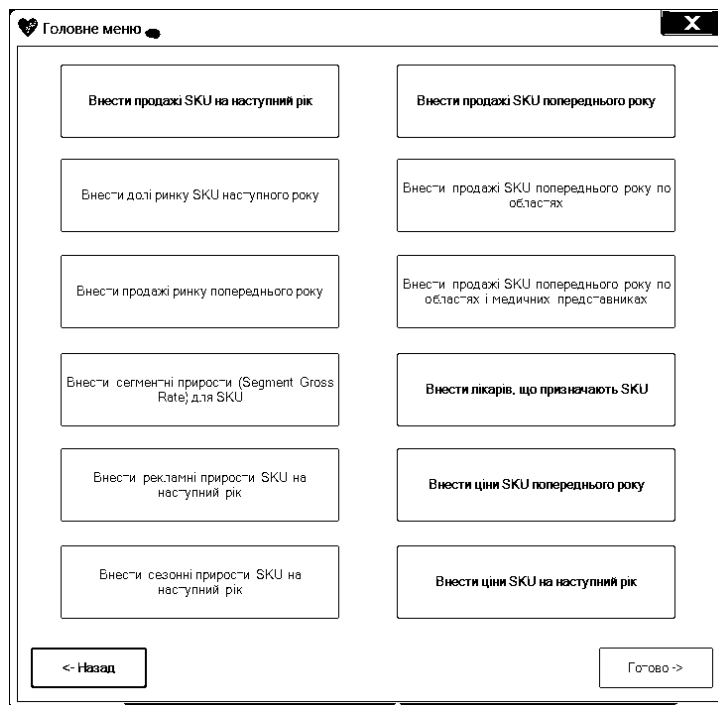 Головне меню
X
Внести продажі SKU на наступний рік
Внести продажі SKU попереднього року
Внести долі ринку SKU наступного року
Внести продажі SKU попереднього року по
областях
Внести продажі ринку попереднього року
Внести продажі SKU попереднього року по
областях і медичних представниках
Внести сегментні прирости (Segment Gross
Rate) для SKU
Внести лікарів, що призначають SKU
Внести рекламні прирости SKU на
наступний рік
Внести ціни SKU попереднього року
Внести сезонні прирости SKU на
наступний рік
Внести ціни SKU на наступний рік
<- Назад
Готово ->